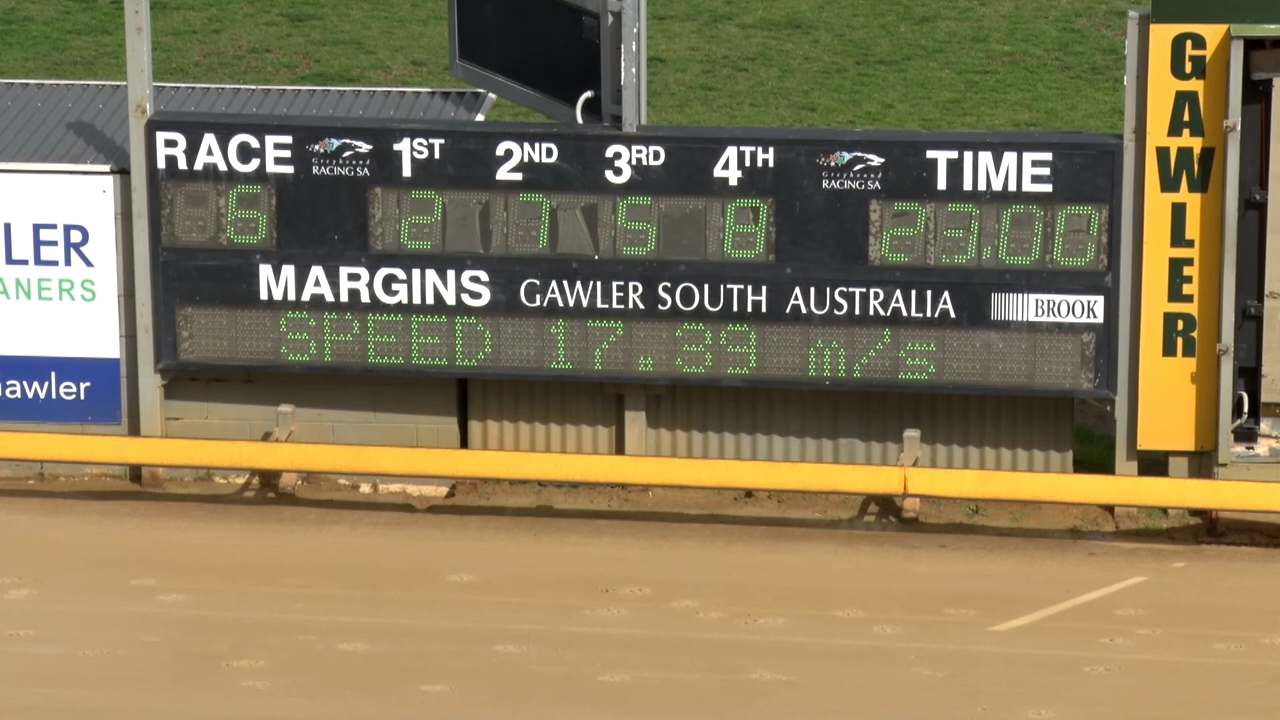 RACE Greyhound RACING SA 1ST 2ND 3RD 4TH Greyhound RACING SA TIME
6 2 7 5 8 23.00
MARGINS GAWLER SOUTH AUSTRALIA BROOK
SPEED 17.39 m/s
GAWLER
LER
ANERS
awler